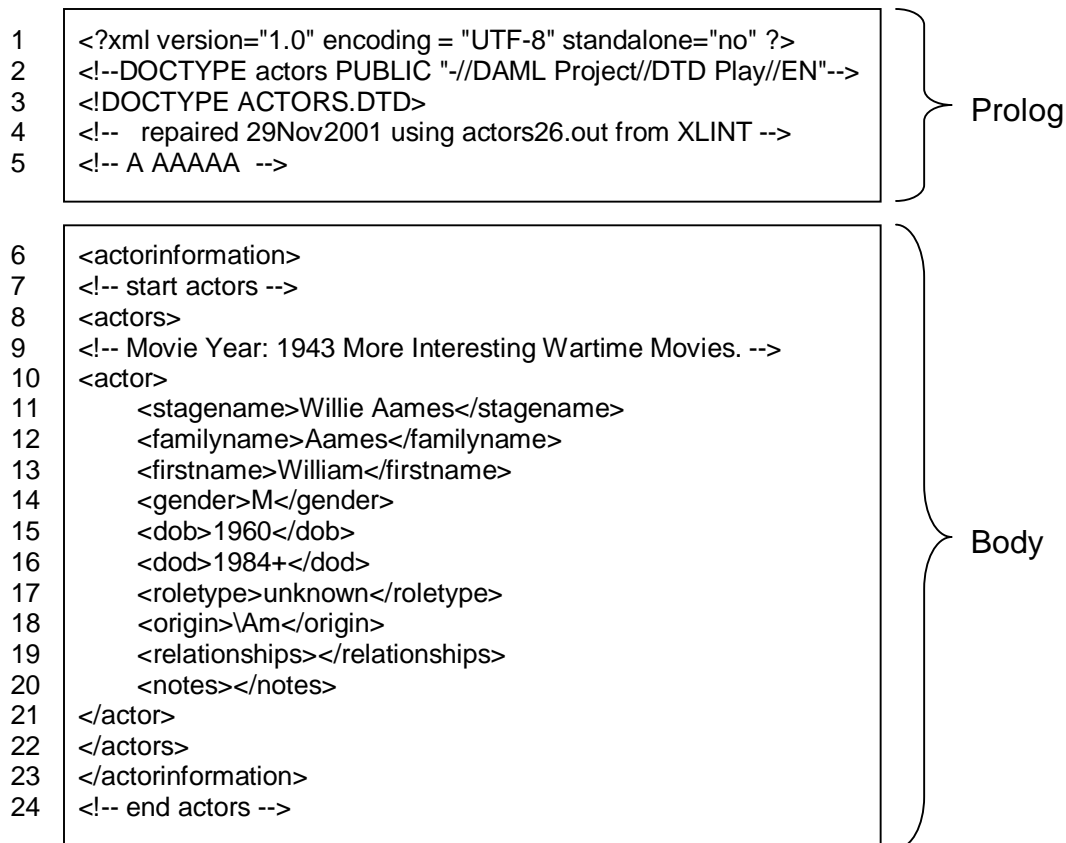 1 <?xml version="1.0" encoding = "UTF-8" standalone="no" ?>
2 <!--DOCTYPE actors PUBLIC "-//DAML Project//DTD Play//EN"-->
3 <!DOCTYPE ACTORS.DTD>
4 <!-- repaired 29Nov2001 using actors26.out from XLINT -->
5 <!-- A AAAAA -->
Prolog
6 <actorinformation>
7 <!-- start actors -->
8 <actors>
9 <!-- Movie Year: 1943 More Interesting Wartime Movies. -->
10 <actor>
11 <stagename>Willie Aames</stagename>
12 <familyname>Aames</familyname>
13 <firstname>William</firstname>
14 <gender>M</gender>
15 <dob>1960</dob>
16 <dod>1984+</dod>
17 <roletype>unknown</roletype>
18 <origin>\Am</origin>
19 <relationships></relationships>
20 <notes></notes>
21 </actor>
22 </actors>
23 </actorinformation>
24 <!-- end actors -->
Body